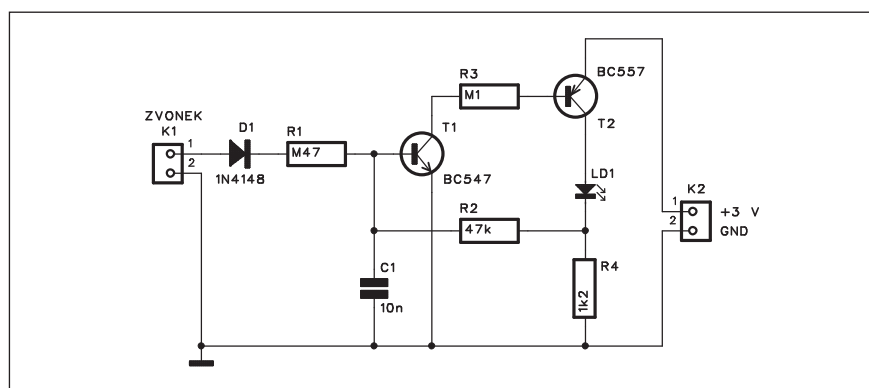 ZVONEK
K1
1
2
D1
1N4148
R1
M47
T1
BC547
R3
M1
BC557
T2
LD1
R2
47k
C1
10n
R4
1k2
K2
1
2
+3 V
GND